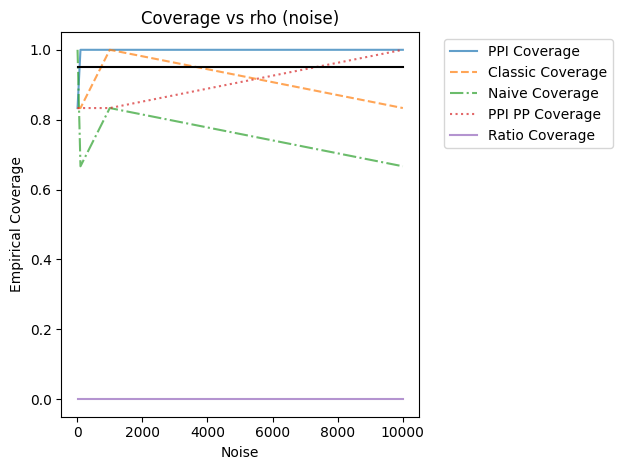 Coverage vs rho (noise)
1.0
0.8
0.6
0.4
0.2
0.0
Empirical Coverage
0
2000
4000
6000
8000
10000
Noise
PPI Coverage
Classic Coverage
Naive Coverage
PPI PP Coverage
Ratio Coverage